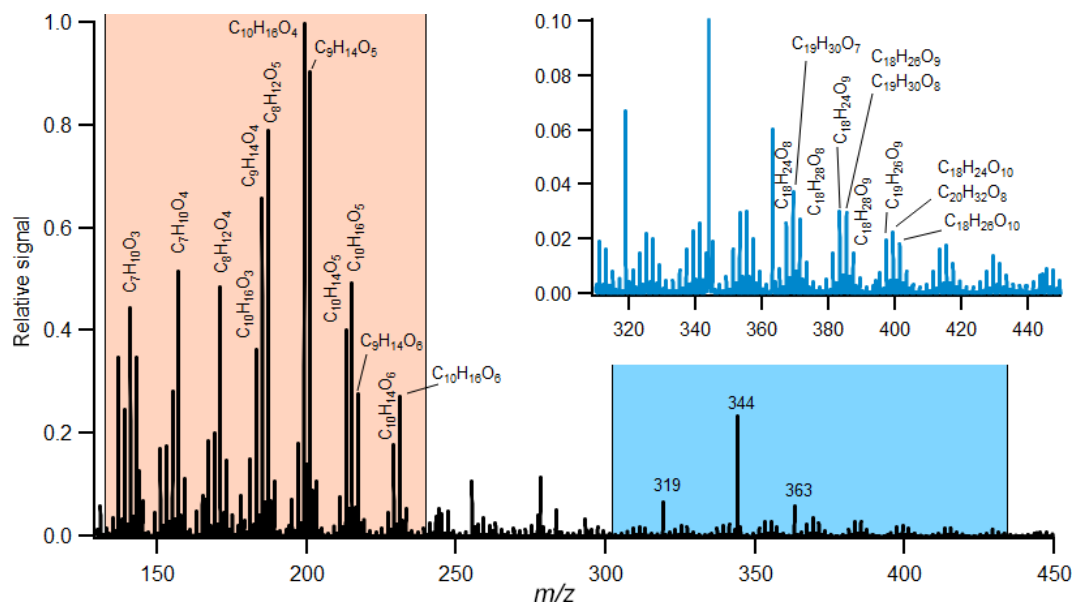 Relative signal
1.0
0.8
0.6
0.4
0.2
0.0
C₇H₁₀O₃
C₇H₁₀O₄
C₈H₁₂O₄
C₁₀H₁₆O₃
C₉H₁₄O₄
C₈H₁₂O₅
C₁₀H₁₆O₄
C₉H₁₄O₅
C₁₀H₁₄O₅
C₁₀H₁₆O₅
C₉H₁₄O₆
C₁₀H₁₄O₆
C₁₀H₁₆O₆
319
344
363
150
200
250
300
350
400
450
m/z
0.10
0.08
0.06
0.04
0.02
0.00
C₁₈H₂₄O₈
C₁₉H₃₀O₇
C₁₈H₂₈O₈
C₁₈H₂₄O₉
C₁₈H₂₆O₉
C₁₉H₃₀O₈
C₁₈H₂₈O₉
C₁₉H₂₆O₉
C₁₈H₂₄O₁₀
C₂₀H₃₂O₈
C₁₈H₂₆O₁₀
320
340
360
380
400
420
440